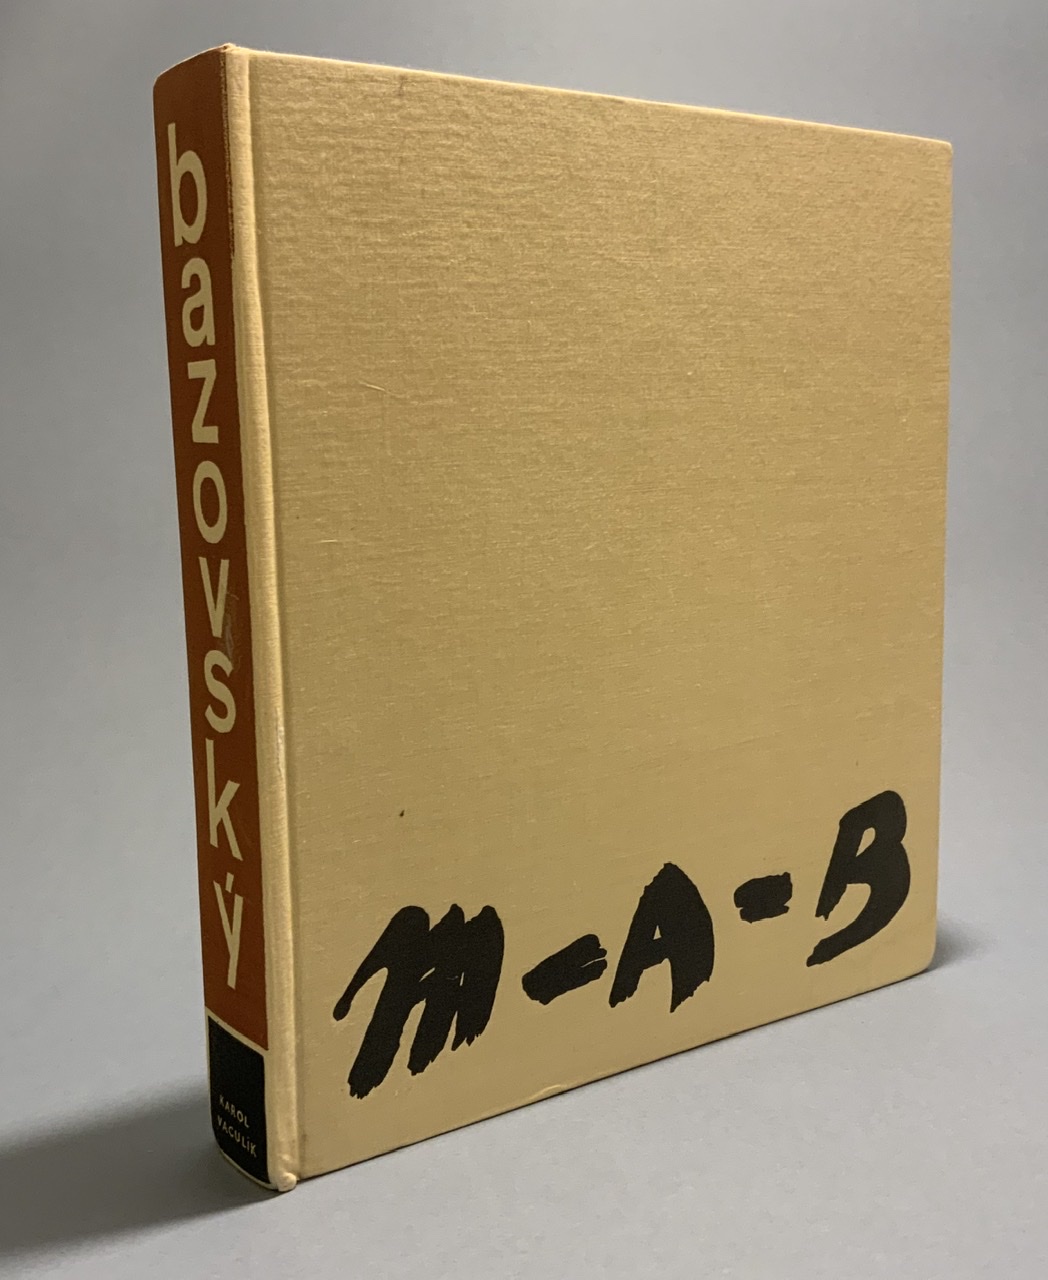 bazovský
KAROL
VACULÍK
M-A-B